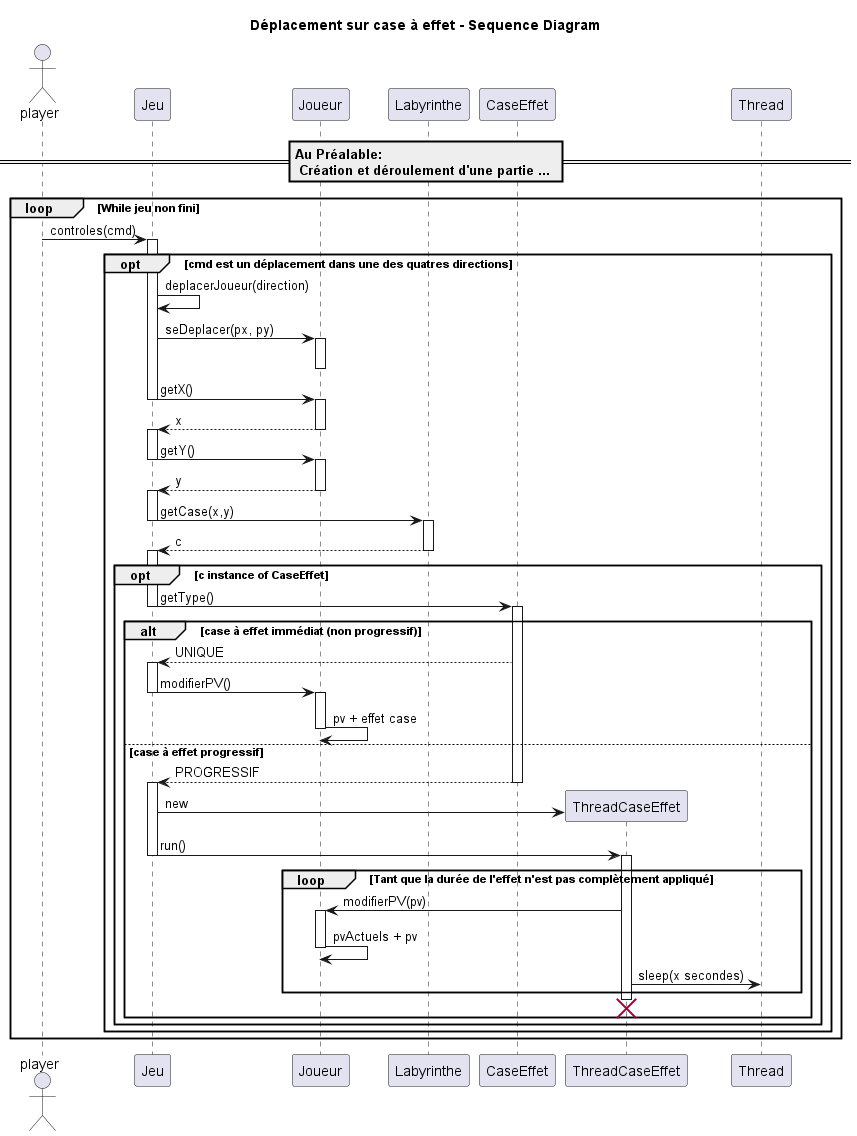 Déplacement sur case à effet - Sequence Diagram
player
Jeu
Joueur
Labyrinthe
CaseEffet
Thread
Au Préalable:
Création et déroulement d'une partie ...
loop
[While jeu non fini]
controles(cmd)
opt
[cmd est un déplacement dans une des quatres directions]
deplacerJoueur(direction)
seDeplacer(px, py)
getX()
x
getY()
y
getCase(x,y)
c
opt
[c instance of CaseEffet]
getType()
alt
[case à effet immédiat (non progressif)]
UNIQUE
modifierPV()
pv + effet case
[case à effet progressif]
PROGRESSIF
new
ThreadCaseEffet
run()
loop
[Tant que la durée de l'effet n'est pas complètement appliqué]
modifierPV(pv)
pvActuels + pv
sleep(x secondes)
player
Jeu
Joueur
Labyrinthe
CaseEffet
ThreadCaseEffet
Thread